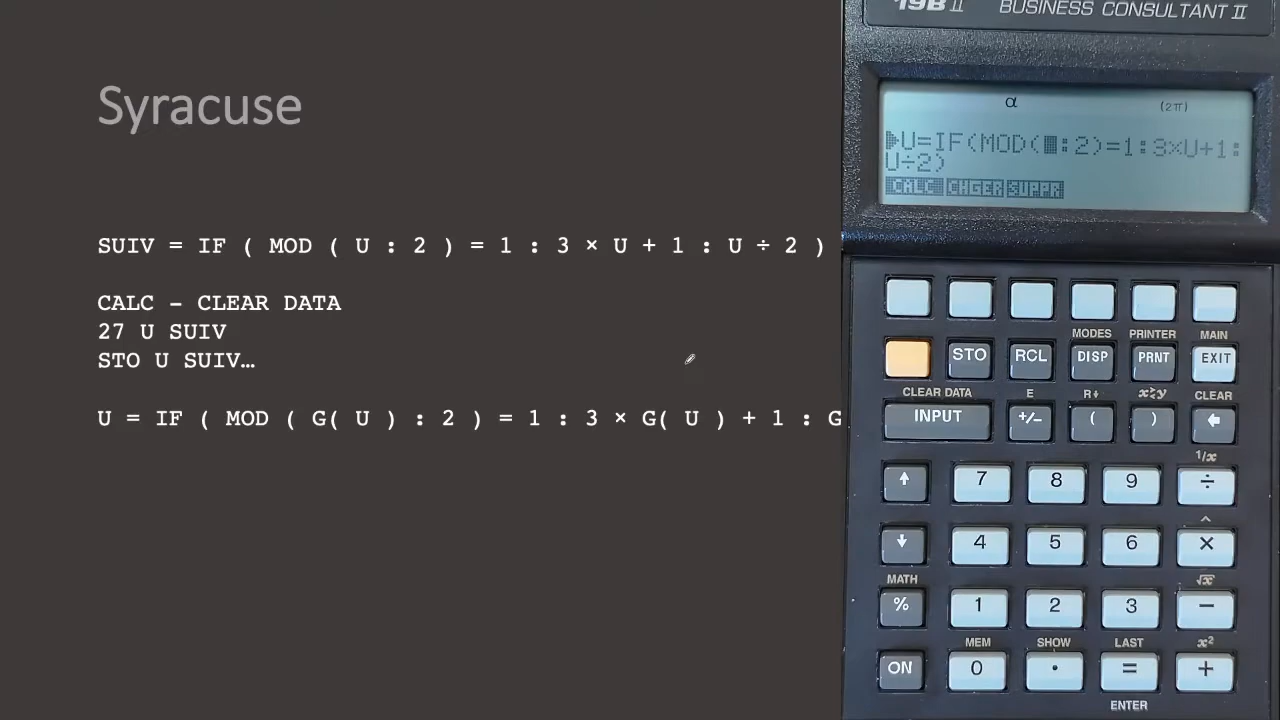 Syracuse
SUIV = IF ( MOD ( U : 2 ) = 1 : 3 × U + 1 : U ÷ 2 )
CALC – CLEAR DATA
27 U SUIV
STO U SUIV…
U = IF ( MOD ( G( U ) : 2 ) = 1 : 3 × G( U ) + 1 : G
19B II BUSINESS CONSULTANT II
α (2π)
U=IF(MOD(█:2)=1:3×U+1:
U÷2)
CALC CHGER SUPPR
MODES PRINTER MAIN
STO RCL DISP PRNT EXIT
CLEAR DATA E R↓ x≷y CLEAR
INPUT +/− ( ) ←
1/x
↑ 7 8 9 ÷
^
↓ 4 5 6 ×
MATH √x
% 1 2 3 −
MEM SHOW LAST x²
ON 0 · = +
ENTER